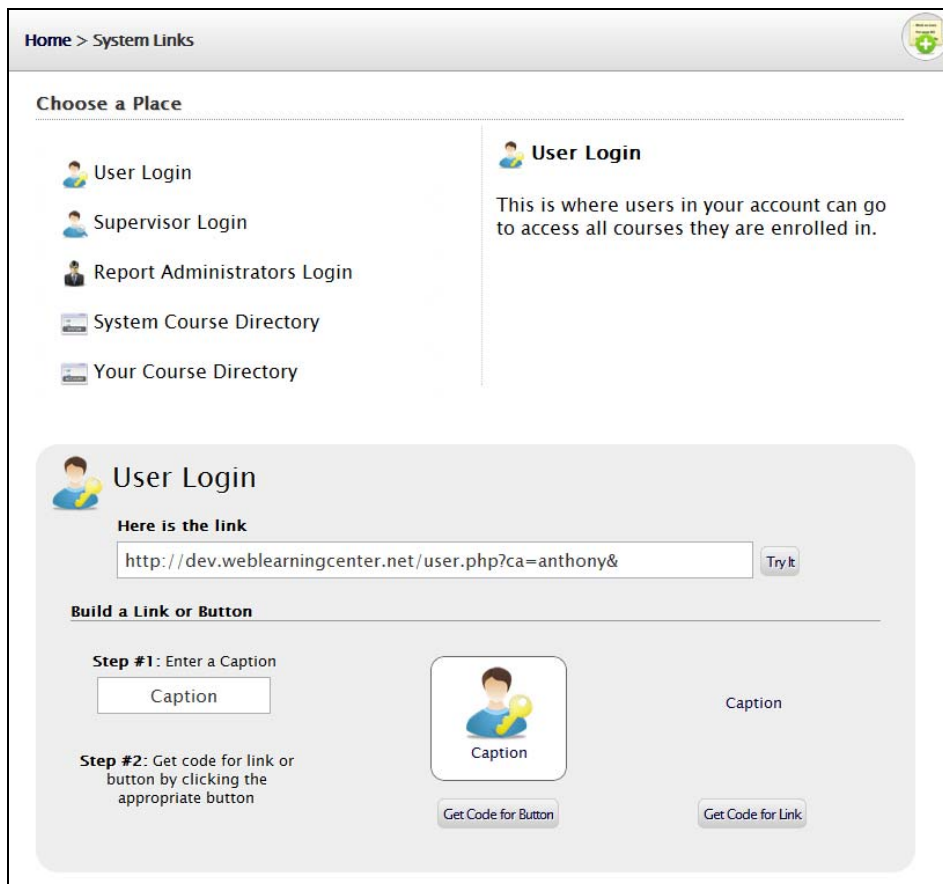 Home > System Links
Choose a Place
User Login
Supervisor Login
Report Administrators Login
System Course Directory
Your Course Directory
User Login
This is where users in your account can go
to access all courses they are enrolled in.
User Login
Here is the link
http://dev.weblearningcenter.net/user.php?ca=anthony&
Try It
Build a Link or Button
Step #1: Enter a Caption
Caption
Step #2: Get code for link or
button by clicking the
appropriate button
Caption
Get Code for Button
Caption
Get Code for Link